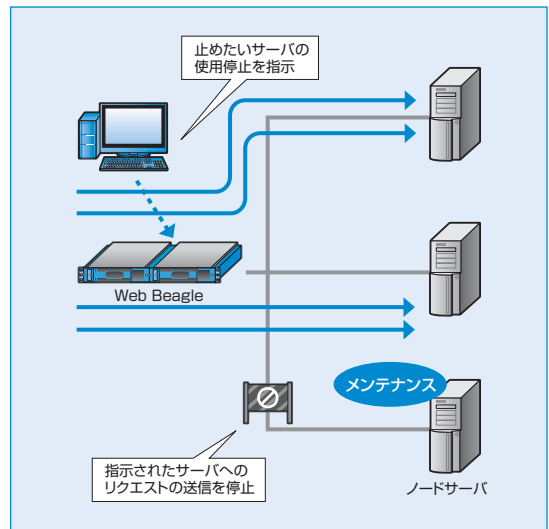 止めたいサーバの
使用停止を指示
Web Beagle
メンテナンス
指示されたサーバへの
リクエストの送信を停止
ノードサーバ